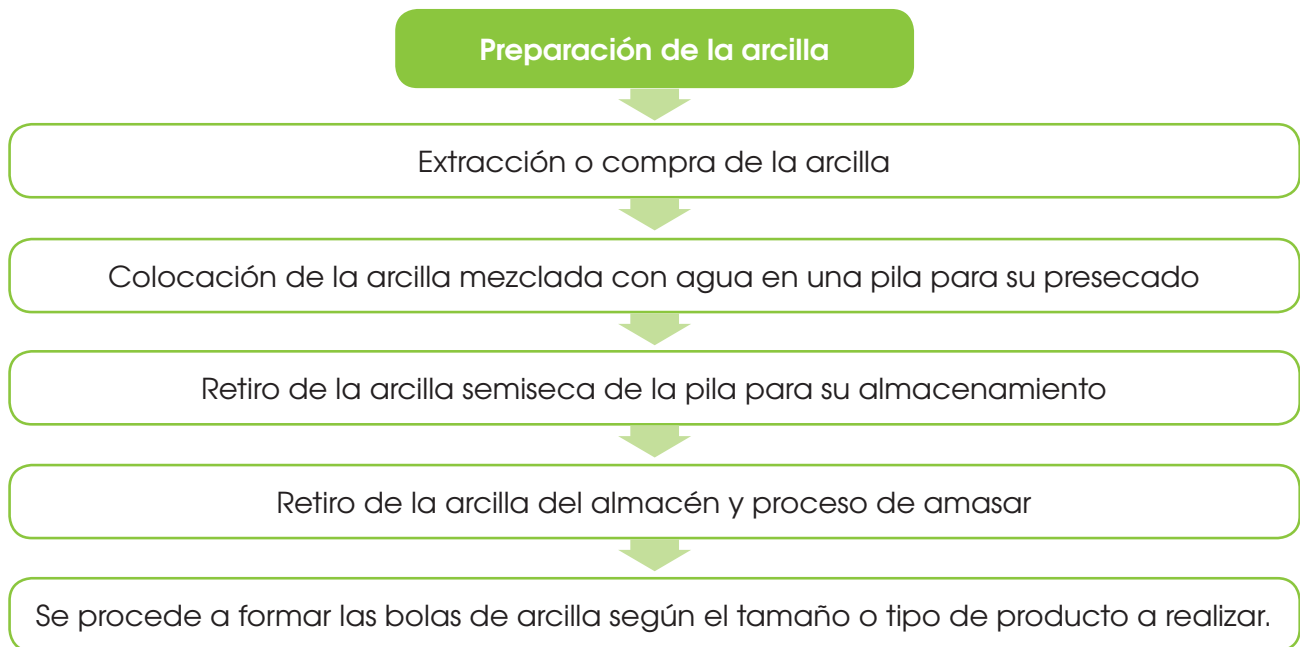 Preparación de la arcilla
Extracción o compra de la arcilla
Colocación de la arcilla mezclada con agua en una pila para su presecado
Retiro de la arcilla semiseca de la pila para su almacenamiento
Retiro de la arcilla del almacén y proceso de amasar
Se procede a formar las bolas de arcilla según el tamaño o tipo de producto a realizar.